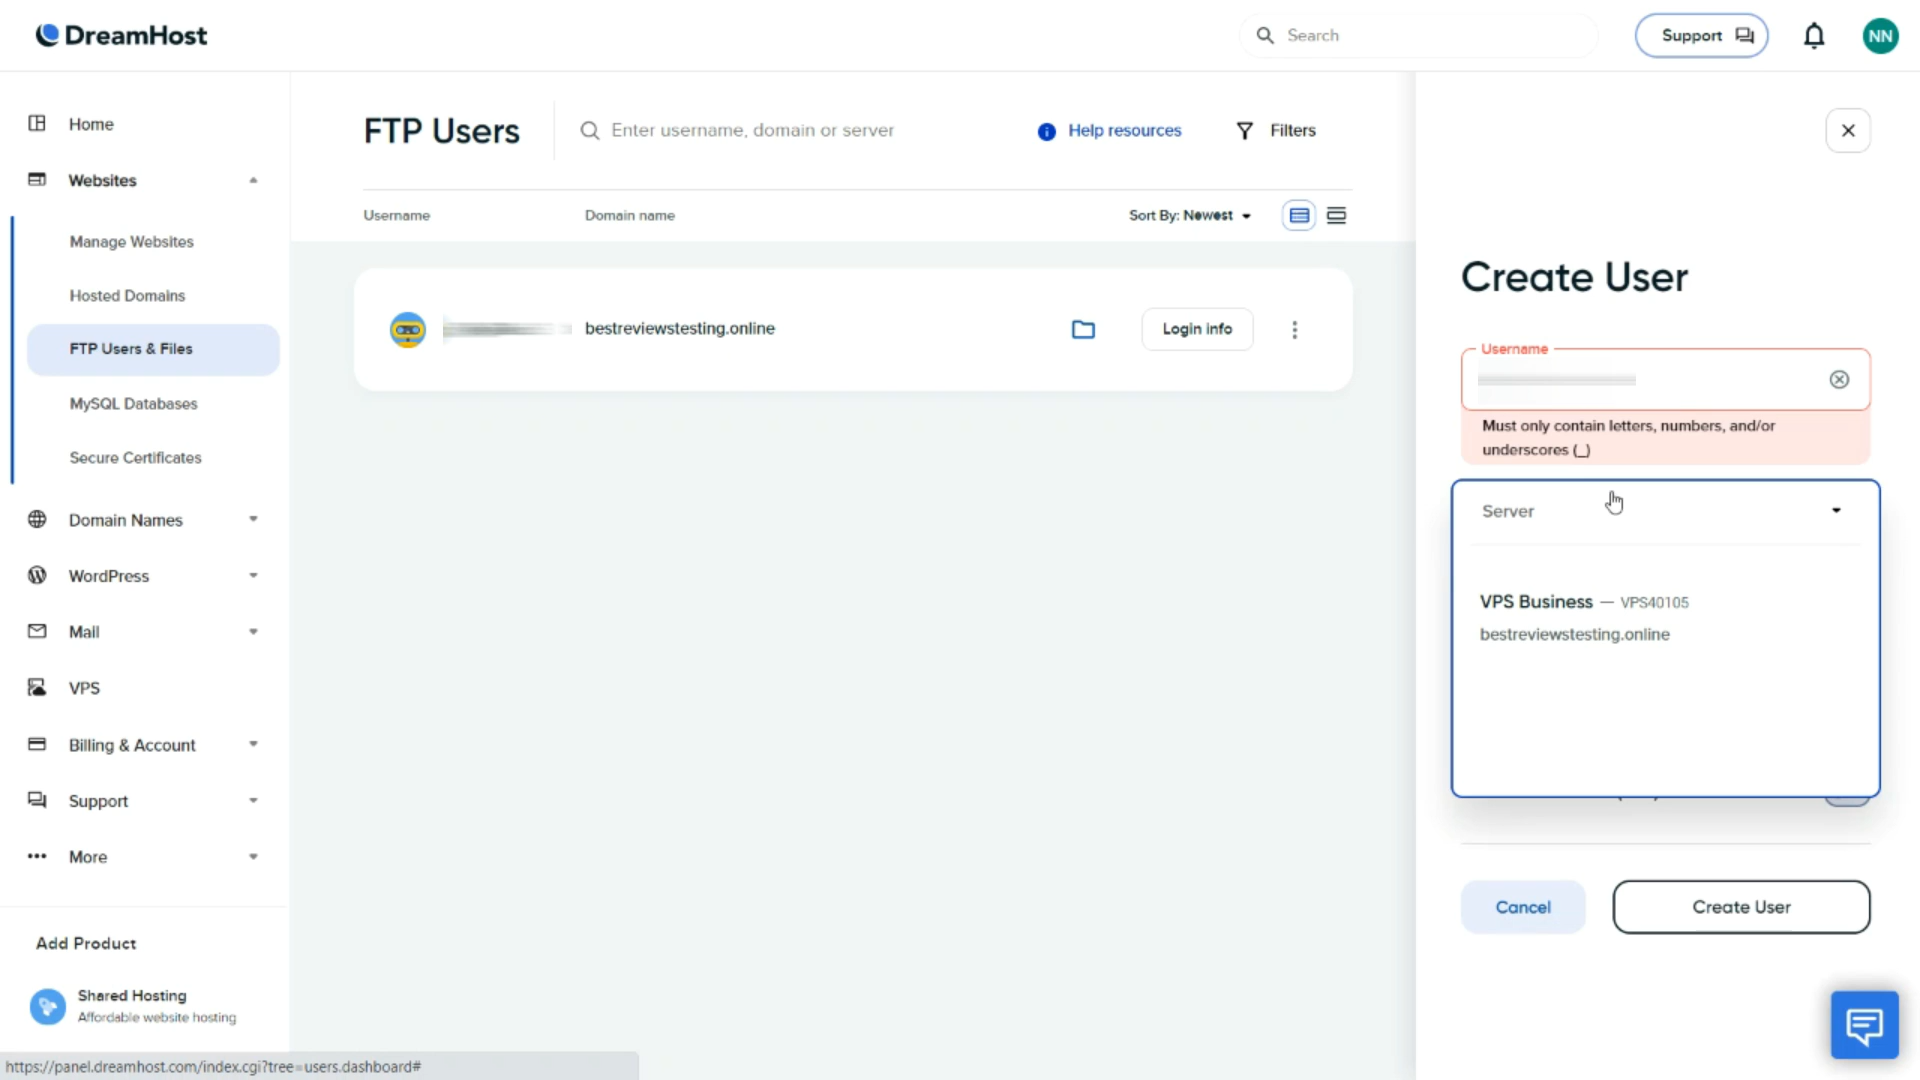 DreamHost
Search
Support
NN
Home
Websites
Manage Websites
Hosted Domains
FTP Users & Files
MySQL Databases
Secure Certificates
Domain Names
WordPress
Mail
VPS
Billing & Account
Support
More
Add Product
Shared Hosting
Affordable website hosting
https://panel.dreamhost.com/index.cgi?tree=users.dashboard#
FTP Users
Enter username, domain or server
Help resources
Filters
Username
Domain name
Sort By: Newest
bestreviewstesting.online
Login info
Create User
Username
Must only contain letters, numbers, and/or
underscores (_)
Server
VPS Business — VPS40105
bestreviewstesting.online
Cancel
Create User